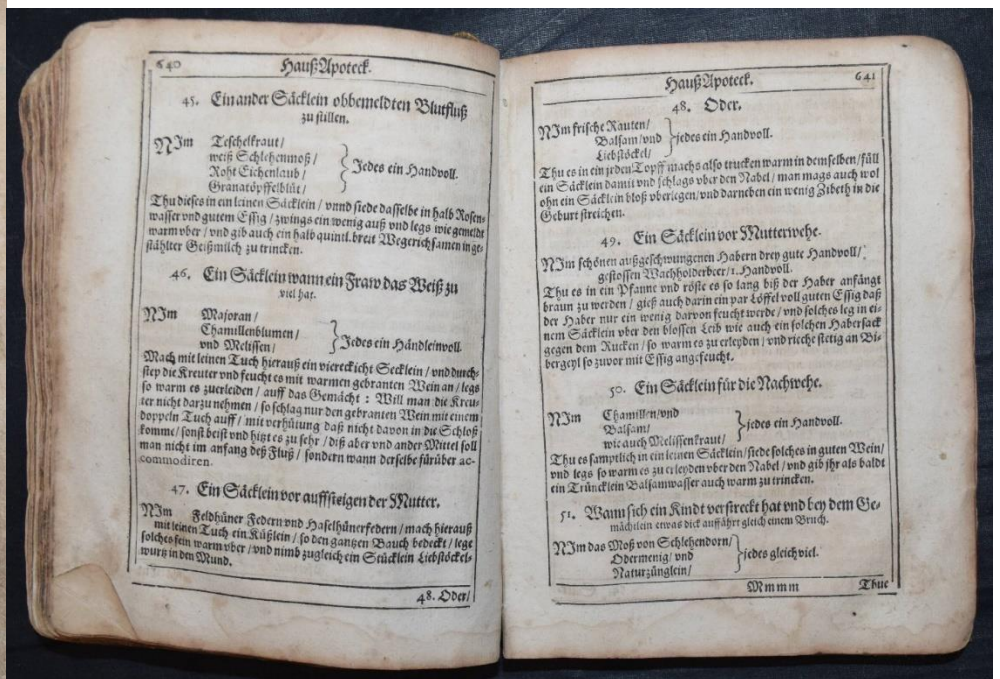 640
Hauß-Apoteck.
45. Ein ander Säcklein obbemeldten Blutfluß
zu stillen.
NIm Teschelkraut/
weiß Schlehenmoß/
Roht Eichenlaub/
Granatöpffelblüt/
Jedes ein Handvoll.
Thu dieses in ein leinen Säcklein/ vnnd siede dasselbe in halb Rosen-
wasser vnd gutem Essig/ zwings ein wenig auß vnd legs wie gemeldt
warm vber/ vnd gib auch ein halb quintl. breit Wegerichsamen in ge-
stählter Geißmilch zu trincken.
46. Ein Säcklein wann ein Fraw das Weiß zu
viel hat.
NIm Majoran/
Chamillenblumen/
vnd Melissen/
Jedes ein Händleinvoll.
Mach mit leinen Tuch hierauß ein viereckicht Secklein/ vnd durch-
step die Kreuter vnd feucht es mit warmen gebranten Wein an/ legs
so warm es zuerleiden/ auff das Gemächt: Will man die Kreu-
ter nicht darzu nehmen/ so schlag nur den gebranten Wein mit einem
doppeln Tuch auff/ mit verhütung daß nicht davon in die Schloß
komme/ sonst beist vnd hitzt es zu sehr/ diß aber vnd ander Mittel soll
man nicht im anfang deß Fluß/ sondern wann derselbe fürüber ac-
commodiren.
47. Ein Säcklein vor auffsteigen der Mutter.
NIm Feldhüner Federn vnd Haselhünerfedern/ mach hierauß
mit leinen Tuch ein Küßlein/ so den gantzen Bauch bedeckt/ lege
solches fein warm vber/ vnd nimb zugleich ein Stücklein Liebstöckel-
wurtz in den Mund.
48. Oder/
Hauß-Apoteck.
641
48. Oder.
NIm frische Rauten/
Balsam/ vnd
Liebstöckel/
jedes ein Handvoll.
Thu es in ein jrden Topff machs also trucken warm in demselben/ füll
ein Säcklein damit vnd schlags vber den Nabel/ man mags auch wol
ohn ein Säcklein bloß vberlegen/ vnd darneben ein wenig Zibeth in die
Geburt streichen.
49. Ein Säcklein vor Mutterwehe.
NIm schönen außgeschwungenen Habern drey gute Handvoll/
gestossen Wachholderbeer/ 1. Handvoll.
Thu es in ein Pfanne vnd röste es so lang biß der Haber anfängt
braun zu werden/ gieß auch darin ein par Löffel voll guten Essig daß
der Haber nur ein wenig darvon feucht werde/ vnd solches leg in ei-
nem Säcklein vber den blossen Leib wie auch ein solchen Habersack
gegen dem Rucken/ so warm es zu erleyden/ vnd rieche stetig an Bi-
bergeyl so zuvor mit Essig angefeucht.
50. Ein Säcklein für die Nachwehe.
NIm Chamillen/ vnd
Balsam/
wie auch Melissenkraut/
jedes ein Handvoll.
Thu es samptlich in ein leinen Säcklein/ siede solches in guten Wein/
vnd legs so warm es zu erleyden vber den Nabel/ vnd gib jhr als baldt
ein Trüncklein Balsamwasser auch warm zu trincken.
51. Wann sich ein Kindt verstreckt hat vnd bey dem Ge-
mächtlein etwas dick auffährt gleich einem Bruch.
NIm das Moß von Schlehendorn/
Odermenig/ vnd
Naturzünglein/
jedes gleich viel.
Mmmm
Thue